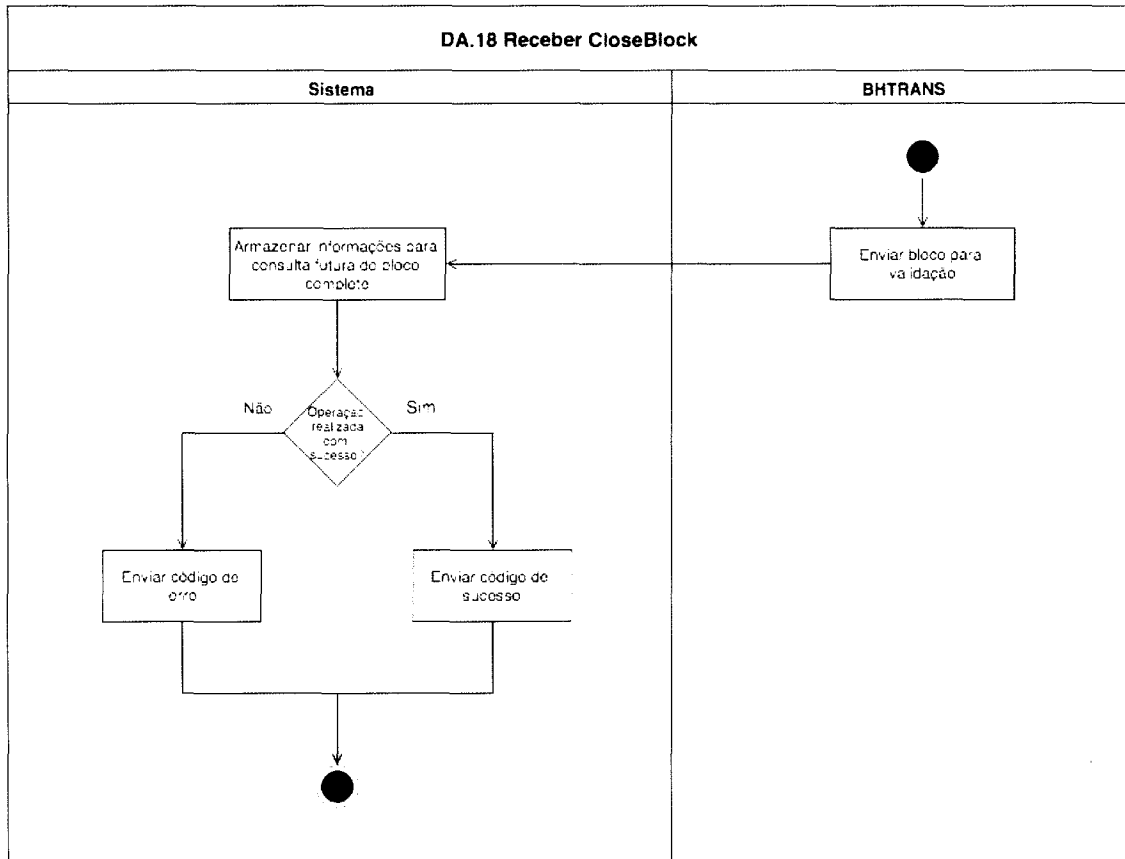 DA.18 Receber CloseBlock
Sistema
BHTRANS
Armazenar informações para
consulta futura do bloco
completo
Enviar bloco para
validação
Não
Sim
Operação
realizada
com
sucesso?
Enviar código de
erro
Enviar código de
sucesso